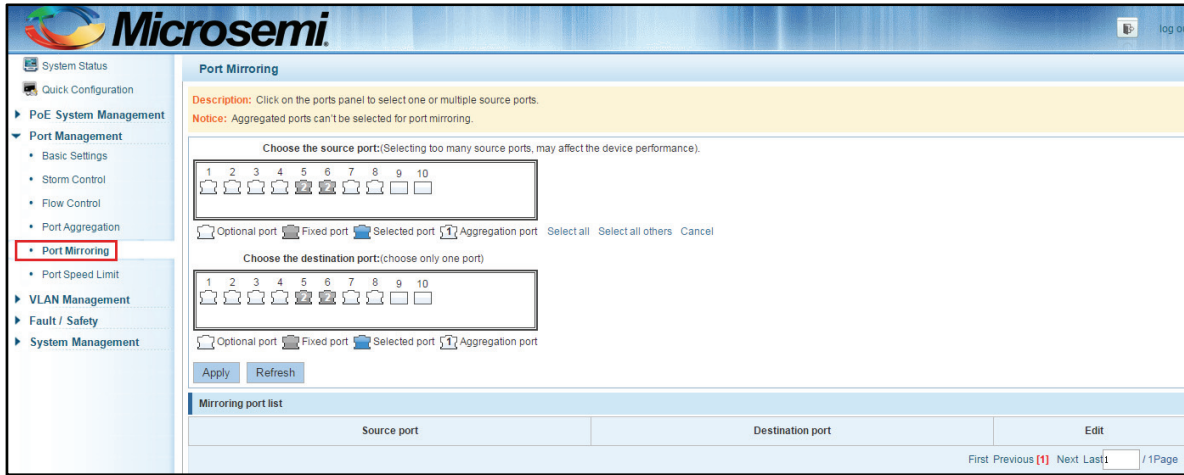 Microsemi.
log o
System Status
Quick Configuration
PoE System Management
Port Management
Basic Settings
Storm Control
Flow Control
Port Aggregation
Port Mirroring
Port Speed Limit
VLAN Management
Fault / Safety
System Management
Port Mirroring
Description: Click on the ports panel to select one or multiple source ports.
Notice: Aggregated ports can't be selected for port mirroring.
Choose the source port:(Selecting too many source ports, may affect the device performance).
1 2 3 4 5 6 7 8 9 10
2 2
Optional port Fixed port Selected port 1 Aggregation port Select all Select all others Cancel
Choose the destination port:(choose only one port)
1 2 3 4 5 6 7 8 9 10
2 2
Optional port Fixed port Selected port 1 Aggregation port
Apply Refresh
Mirroring port list
Source port Destination port Edit
First Previous [1] Next Last 1 / 1Page